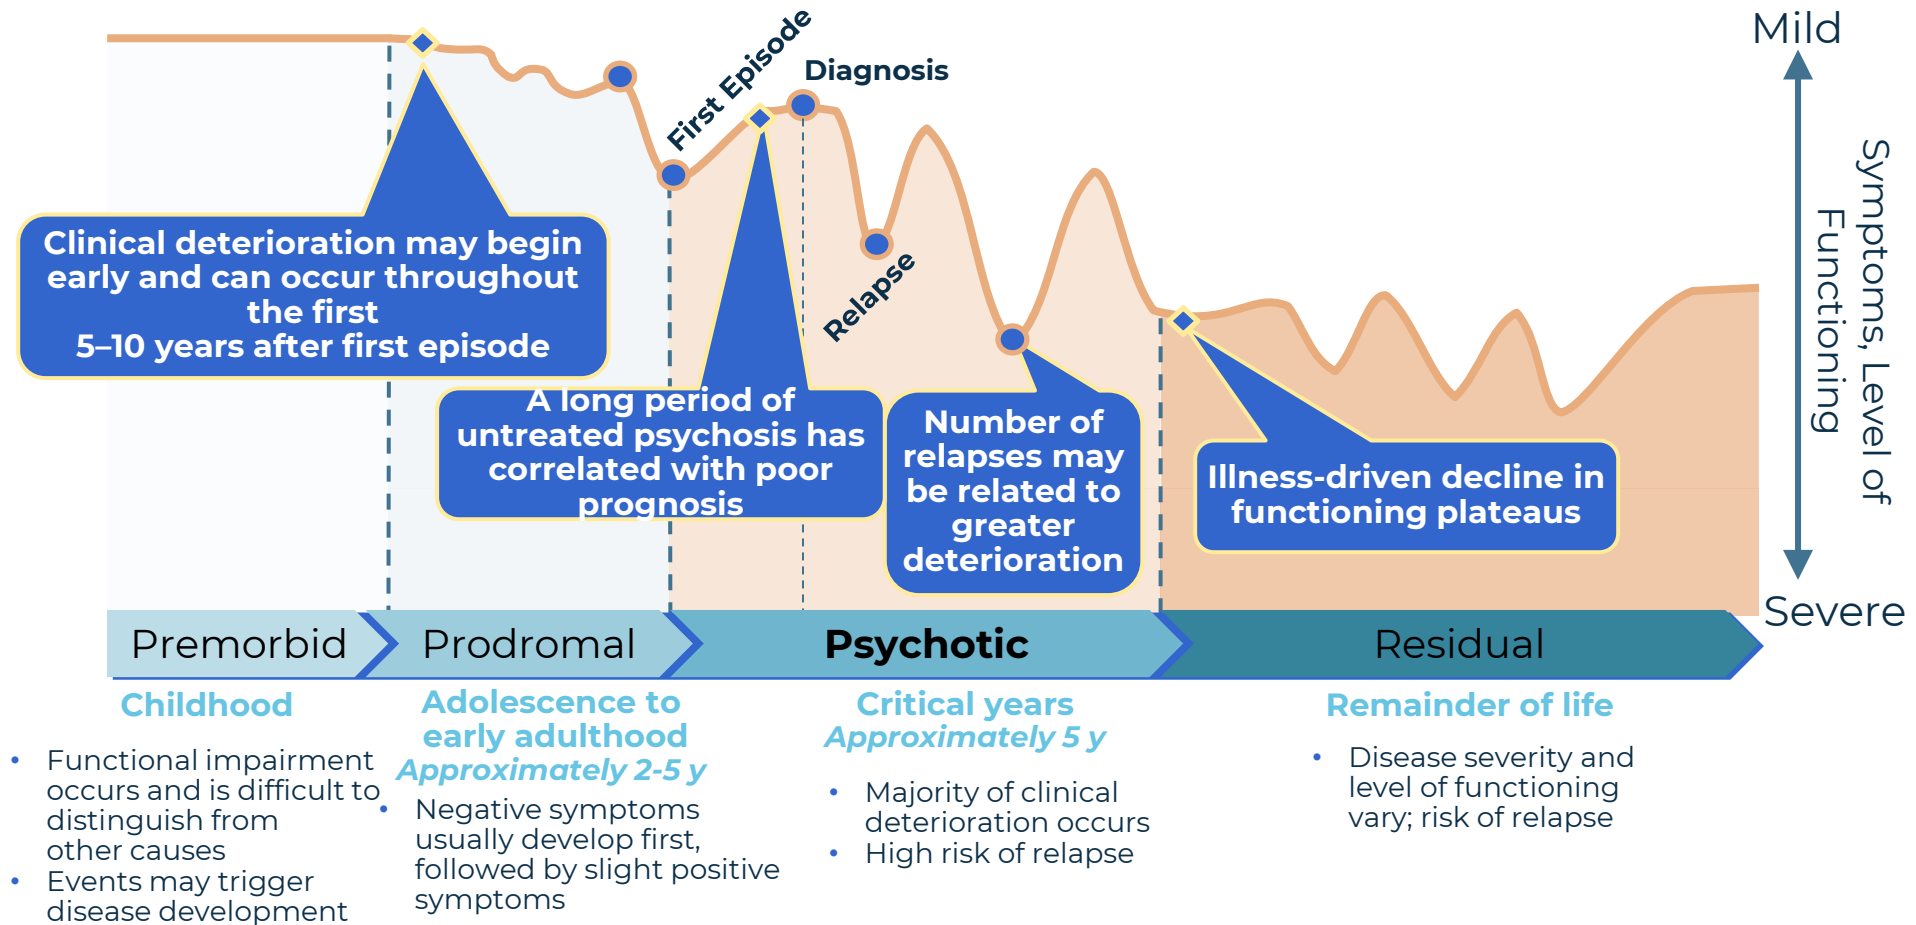 Mild
First Episode
Diagnosis
Relapse
Symptoms, Level of
Functioning
Severe
Clinical deterioration may begin
early and can occur throughout
the first
5–10 years after first episode
A long period of
untreated psychosis has
correlated with poor
prognosis
Number of
relapses may
be related to
greater
deterioration
Illness-driven decline in
functioning plateaus
Premorbid
Prodromal
Psychotic
Residual
Childhood
• Functional impairment
occurs and is difficult to
distinguish from
other causes
• Events may trigger
disease development
Adolescence to
early adulthood
Approximately 2-5 y
• Negative symptoms
usually develop first,
followed by slight positive
symptoms
Critical years
Approximately 5 y
• Majority of clinical
deterioration occurs
• High risk of relapse
Remainder of life
• Disease severity and
level of functioning
vary; risk of relapse